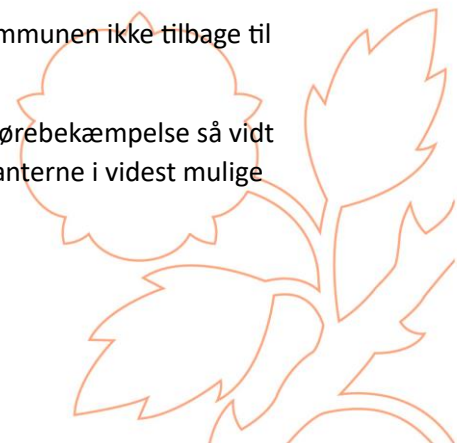 mmunen ikke tilbage til
ørebekæmpelse så vidt
anterne i videst mulige